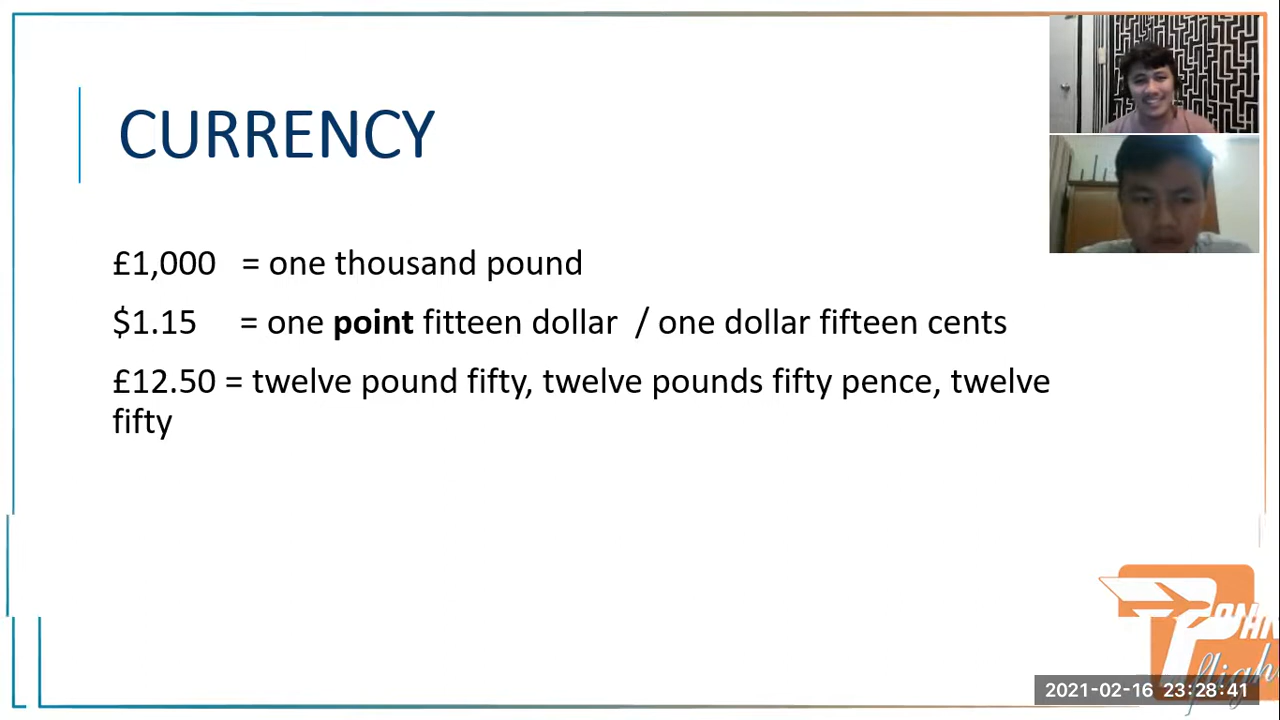 CURRENCY
£1,000 = one thousand pound
$1.15 = one point fitteen dollar / one dollar fifteen cents
£12.50 = twelve pound fifty, twelve pounds fifty pence, twelve
fifty
2021-02-16 23:28:41